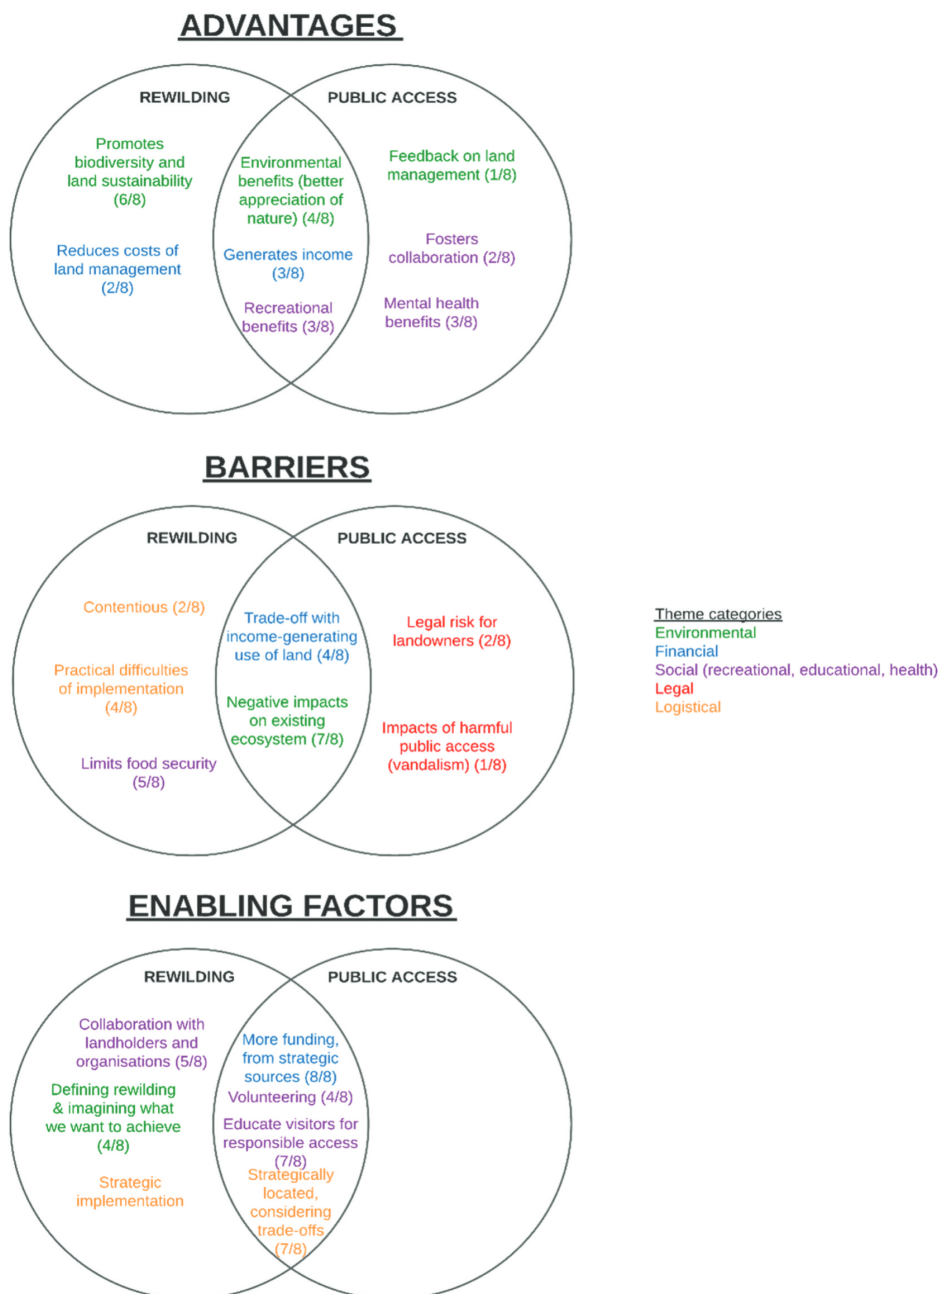 ADVANTAGES
REWILDING
PUBLIC ACCESS
Promotes
biodiversity and
land sustainability
(6/8)
Reduces costs of
land management
(2/8)
Environmental
benefits (better
appreciation of
nature) (4/8)
Generates income
(3/8)
Recreational
benefits (3/8)
Feedback on land
management (1/8)
Fosters
collaboration (2/8)
Mental health
benefits (3/8)
BARRIERS
REWILDING
PUBLIC ACCESS
Contentious (2/8)
Practical difficulties
of implementation
(4/8)
Limits food security
(5/8)
Trade-off with
income-generating
use of land (4/8)
Negative impacts
on existing
ecosystem (7/8)
Legal risk for
landowners (2/8)
Impacts of harmful
public access
(vandalism) (1/8)
Theme categories
Environmental
Financial
Social (recreational, educational, health)
Legal
Logistical
ENABLING FACTORS
REWILDING
PUBLIC ACCESS
Collaboration with
landholders and
organisations (5/8)
Defining rewilding
& imagining what
we want to achieve
(4/8)
Strategic
implementation
More funding,
from strategic
sources (8/8)
Volunteering (4/8)
Educate visitors for
responsible access
(7/8)
Strategically
located,
considering
trade-offs
(7/8)